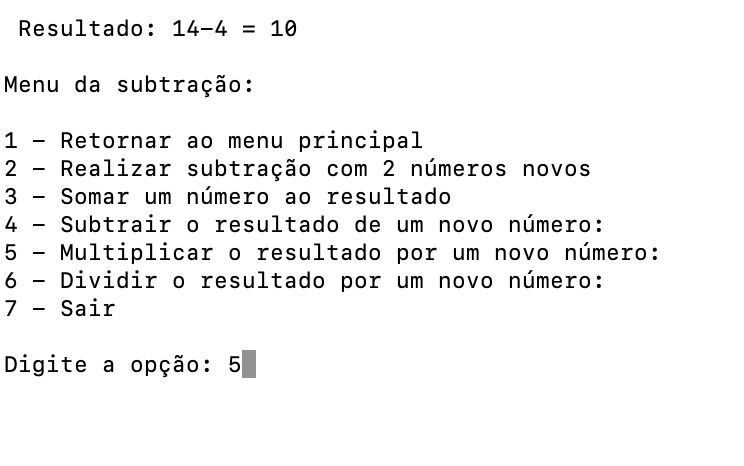 Resultado: 14-4 = 10
Menu da subtração:
1 - Retornar ao menu principal
2 - Realizar subtração com 2 números novos
3 - Somar um número ao resultado
4 - Subtrair o resultado de um novo número:
5 - Multiplicar o resultado por um novo número:
6 - Dividir o resultado por um novo número:
7 - Sair
Digite a opção: 5